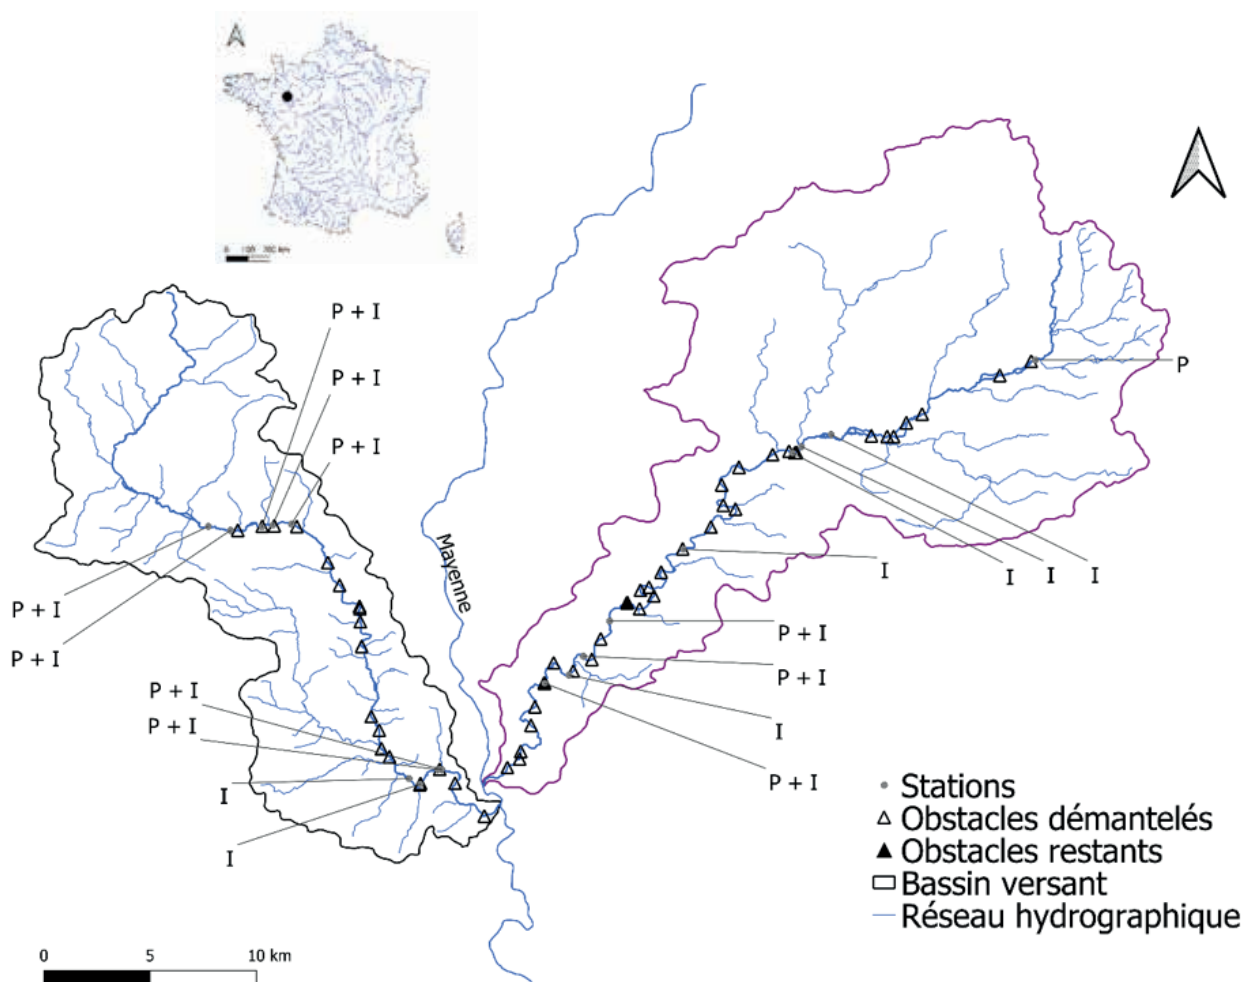 P + I
P + I
P + I
P
Mayenne
I
I
I
I
P + I
P + I
P + I
P + I
P + I
P + I
I
P + I
I
I
Stations
Obstacles démantelés
Obstacles restants
Bassin versant
Réseau hydrographique
0 5 10 km